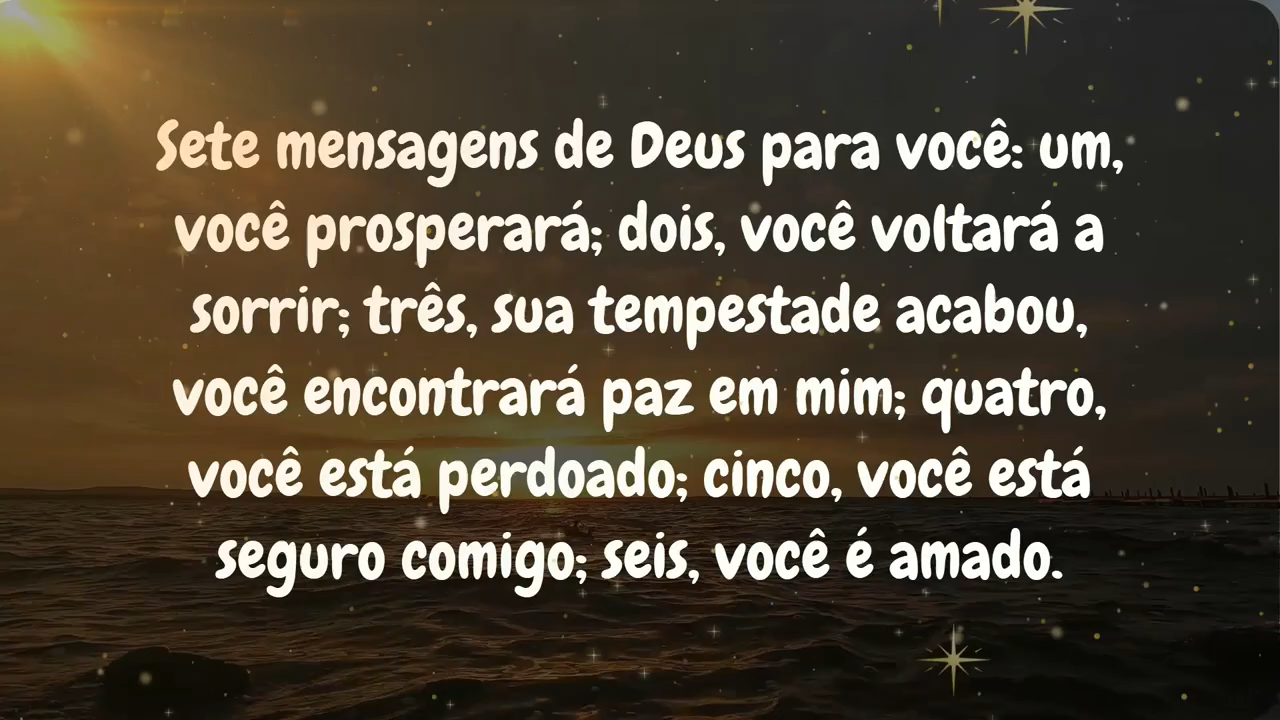 Sete mensagens de Deus para você: um,
você prosperará; dois, você voltará a
sorrir; três, sua tempestade acabou,
você encontrará paz em mim; quatro,
você está perdoado; cinco, você está
seguro comigo; seis, você é amado.